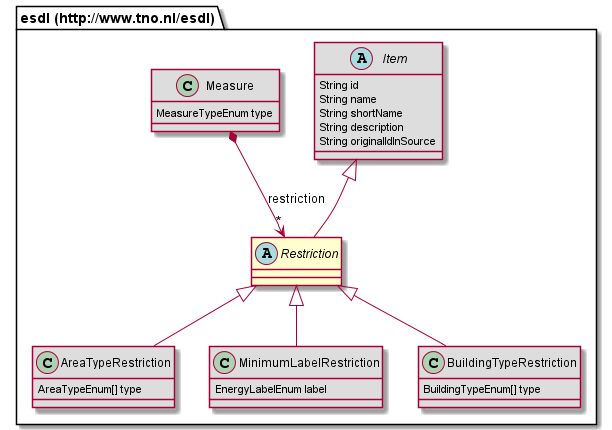 esdl (http://www.tno.nl/esdl)
A Item
String id
String name
String shortName
String description
String originalIdInSource
C Measure
MeasureTypeEnum type
restriction
*
A Restriction
C AreaTypeRestriction
AreaTypeEnum[] type
C MinimumLabelRestriction
EnergyLabelEnum label
C BuildingTypeRestriction
BuildingTypeEnum[] type